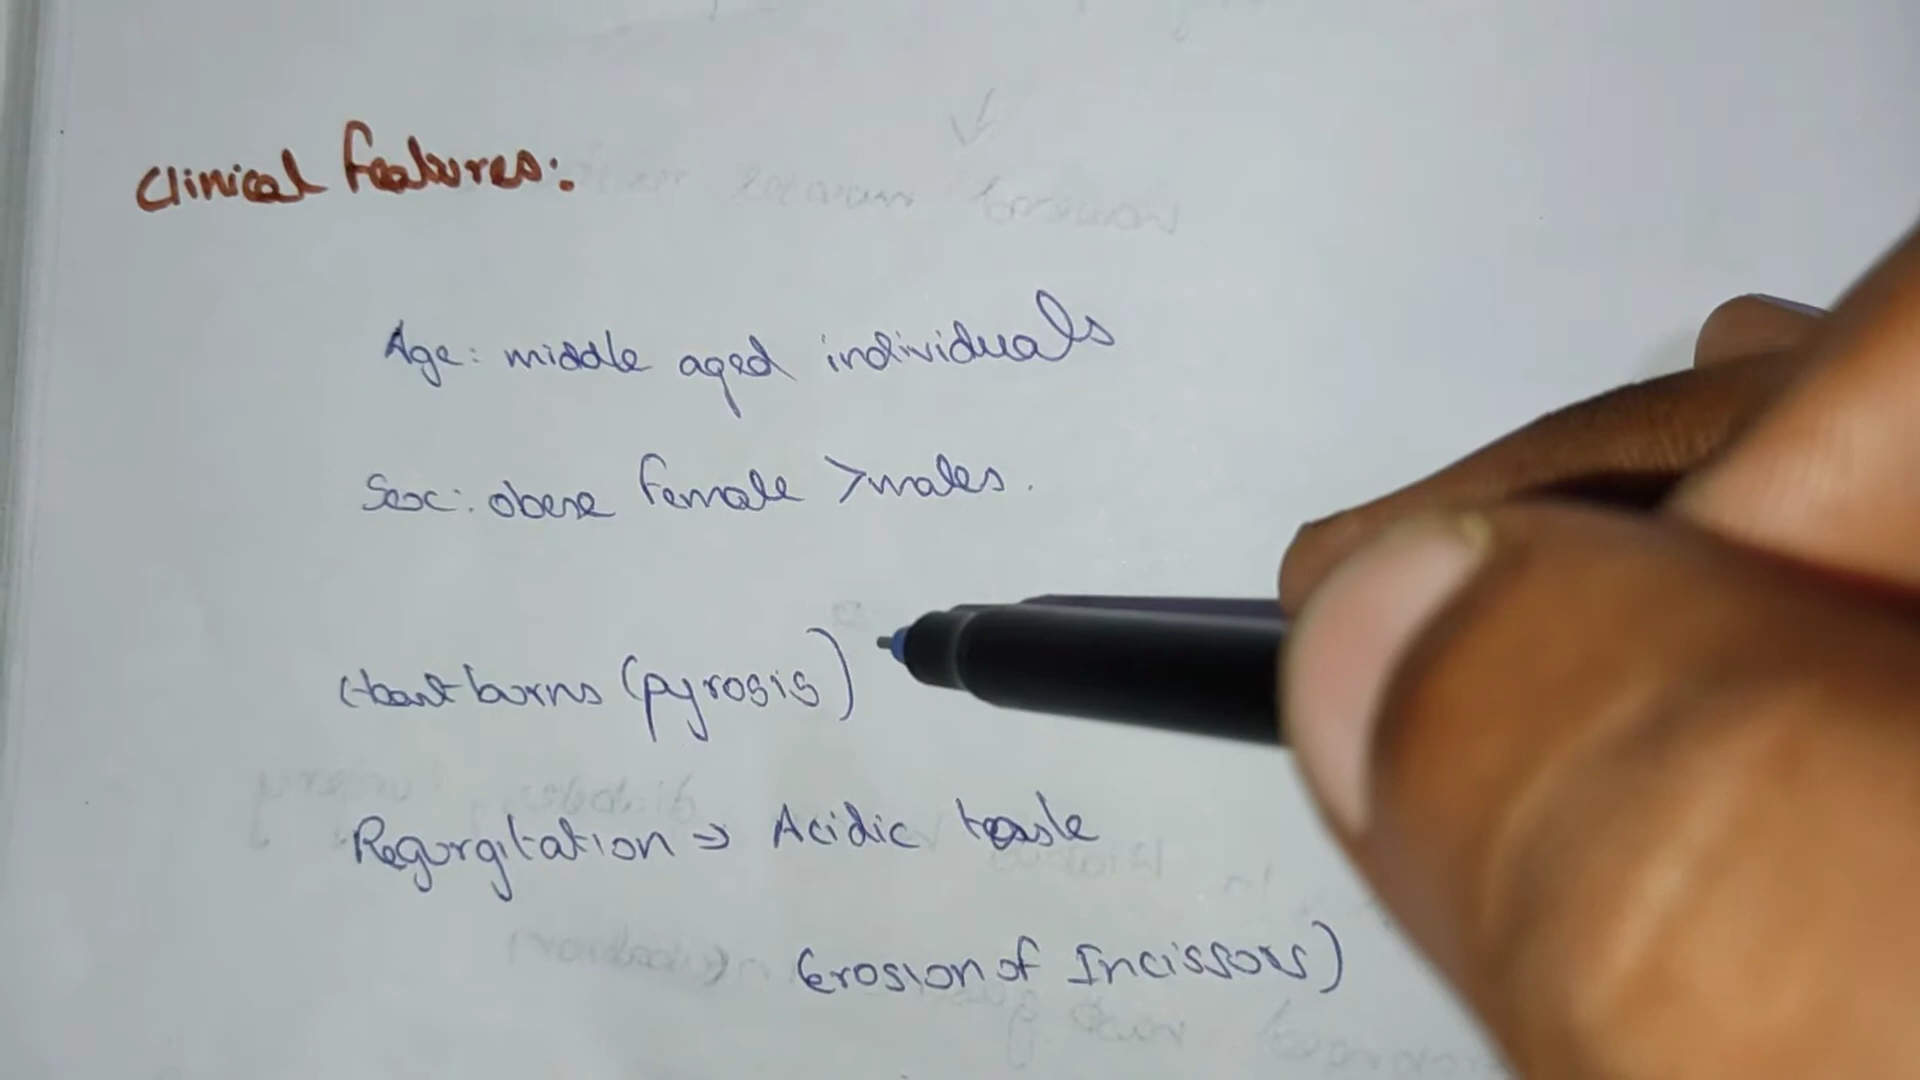 Clinical features:
Age: middle aged individuals
Sex: obese female > males.
Heart burns (pyrosis)
Regurgitation → Acidic taste
Erosion of Incissors)